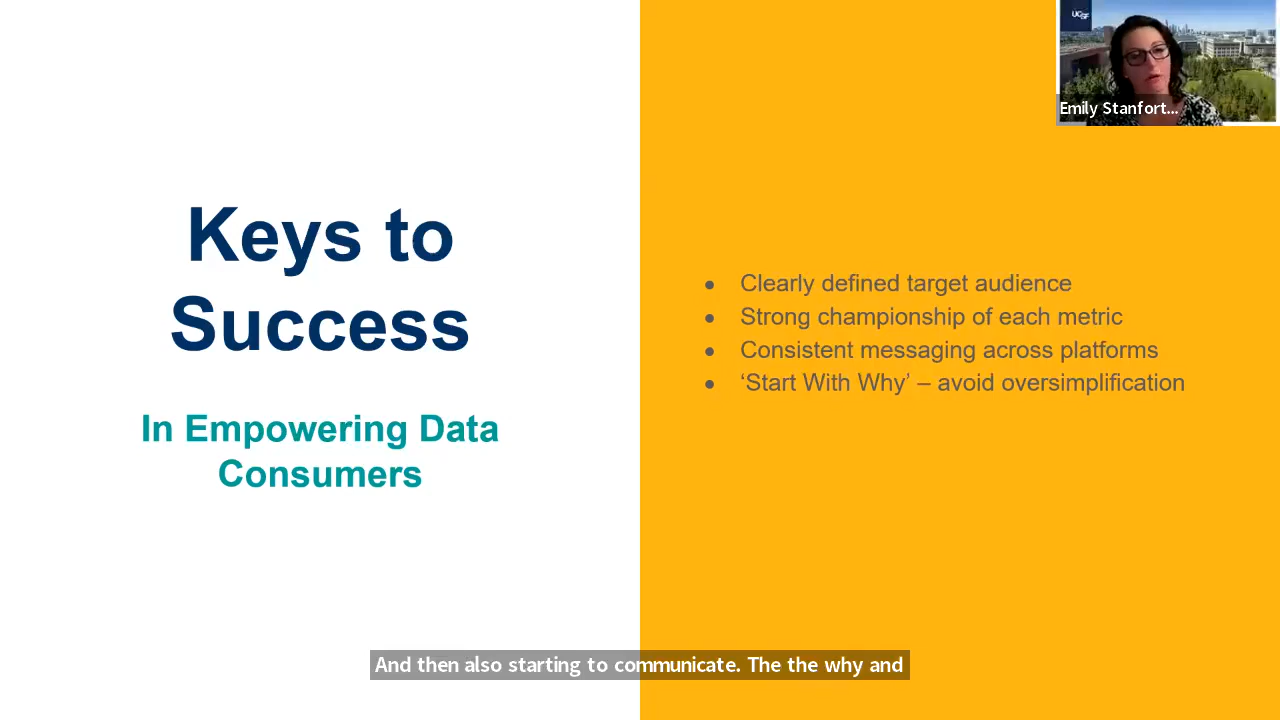 UCSF
Emily Stanfort...
Keys to
Success
In Empowering Data
Consumers
• Clearly defined target audience
• Strong championship of each metric
• Consistent messaging across platforms
• ‘Start With Why’ – avoid oversimplification
And then also starting to communicate. The the why and